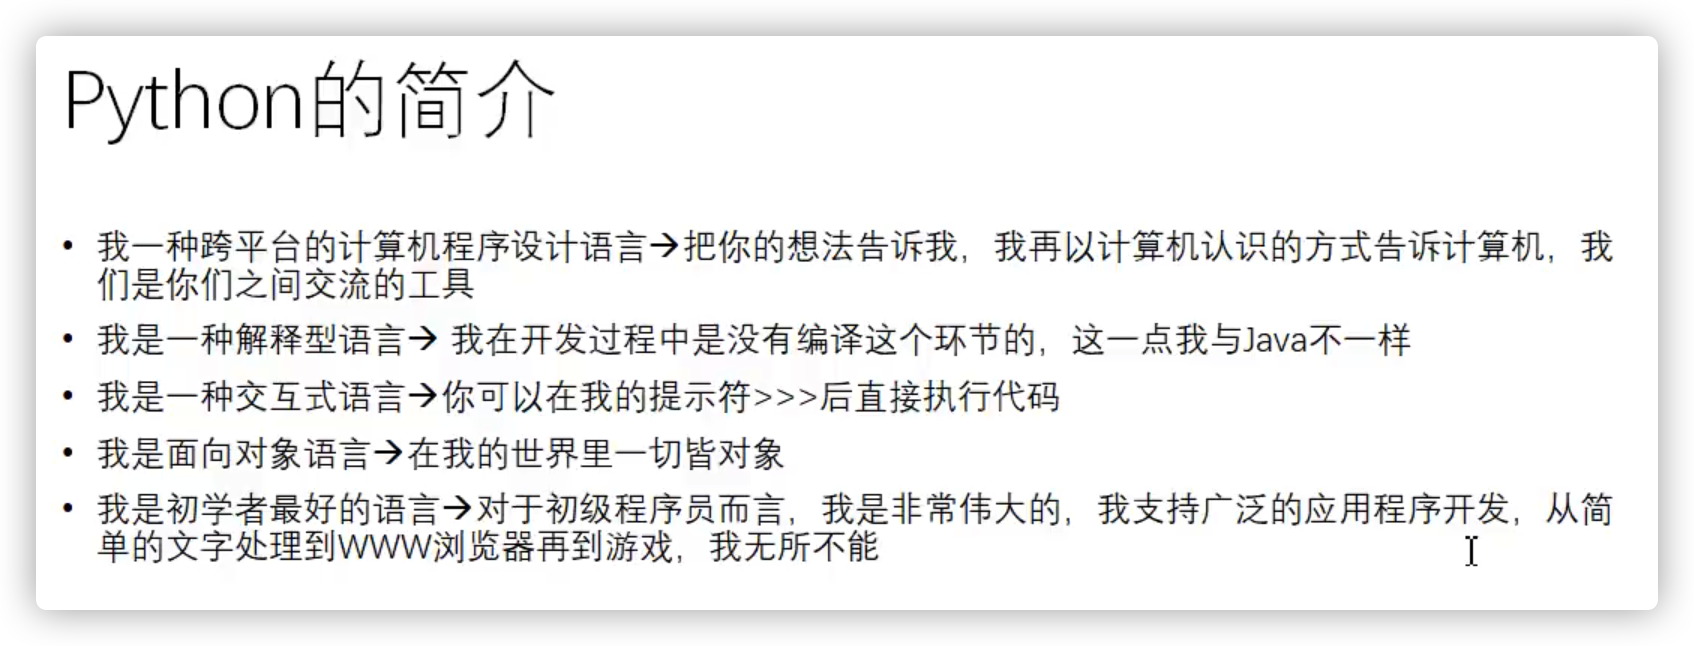 Python的简介
• 我一种跨平台的计算机程序设计语言→把你的想法告诉我，我再以计算机认识的方式告诉计算机，我
们是你们之间交流的工具
• 我是一种解释型语言→ 我在开发过程中是没有编译这个环节的，这一点我与Java不一样
• 我是一种交互式语言→你可以在我的提示符>>>后直接执行代码
• 我是面向对象语言→在我的世界里一切皆对象
• 我是初学者最好的语言→对于初级程序员而言，我是非常伟大的，我支持广泛的应用程序开发，从简
单的文字处理到WWW浏览器再到游戏，我无所不能